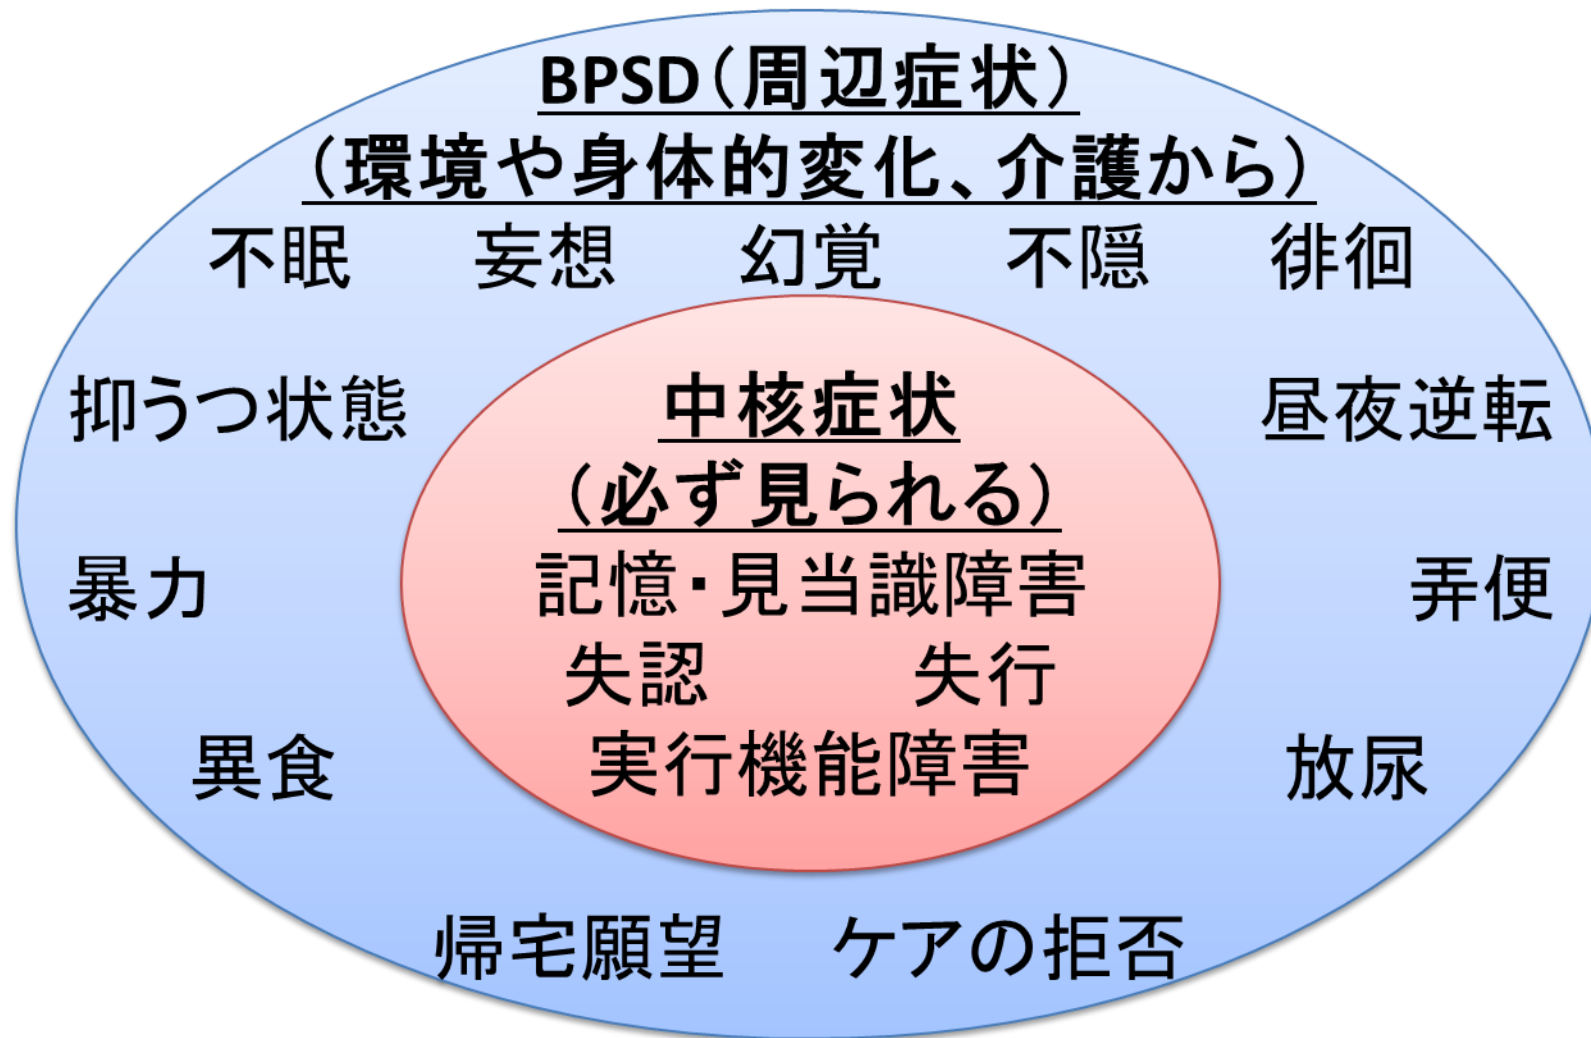 BPSD（周辺症状）
（環境や身体的変化、介護から）
不眠 妄想 幻覚 不隠 徘徊
抑うつ状態 中核症状 昼夜逆転
（必ず見られる）
暴力 記憶・見当識障害 弄便
失認 失行
異食 実行機能障害 放尿
帰宅願望 ケアの拒否